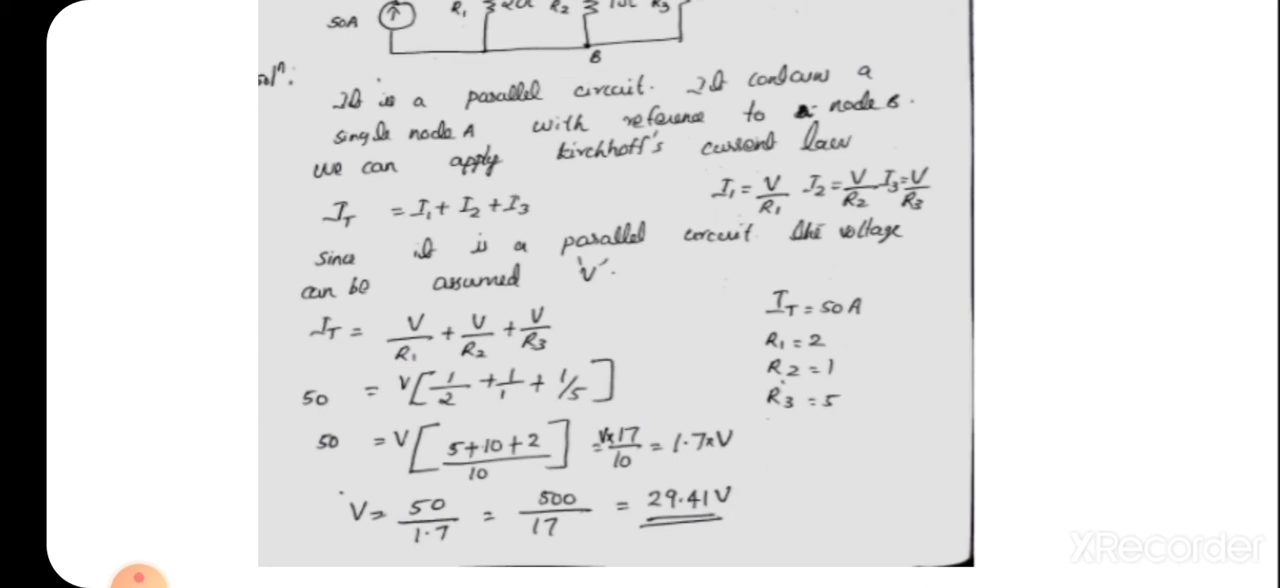 50A R₁ 2Ω R₂ 1Ω R₃
B
Solⁿ:
It is a parallel circuit. It contains a
single node A with reference to node B.
we can apply kirchhoff's current law
I_T = I₁ + I₂ + I₃ I₁ = V/R₁ I₂ = V/R₂ I₃ = V/R₃
Since it is a parallel circuit the voltage
can be assumed 'V'.
I_T = V/R₁ + V/R₂ + V/R₃ I_T = 50A
R₁ = 2
50 = V[1/2 + 1/1 + 1/5] R₂ = 1
R₃ = 5
50 = V[(5+10+2)/10] = V×17/10 = 1.7×V
V = 50/1.7 = 500/17 = 29.41V
XRecorder